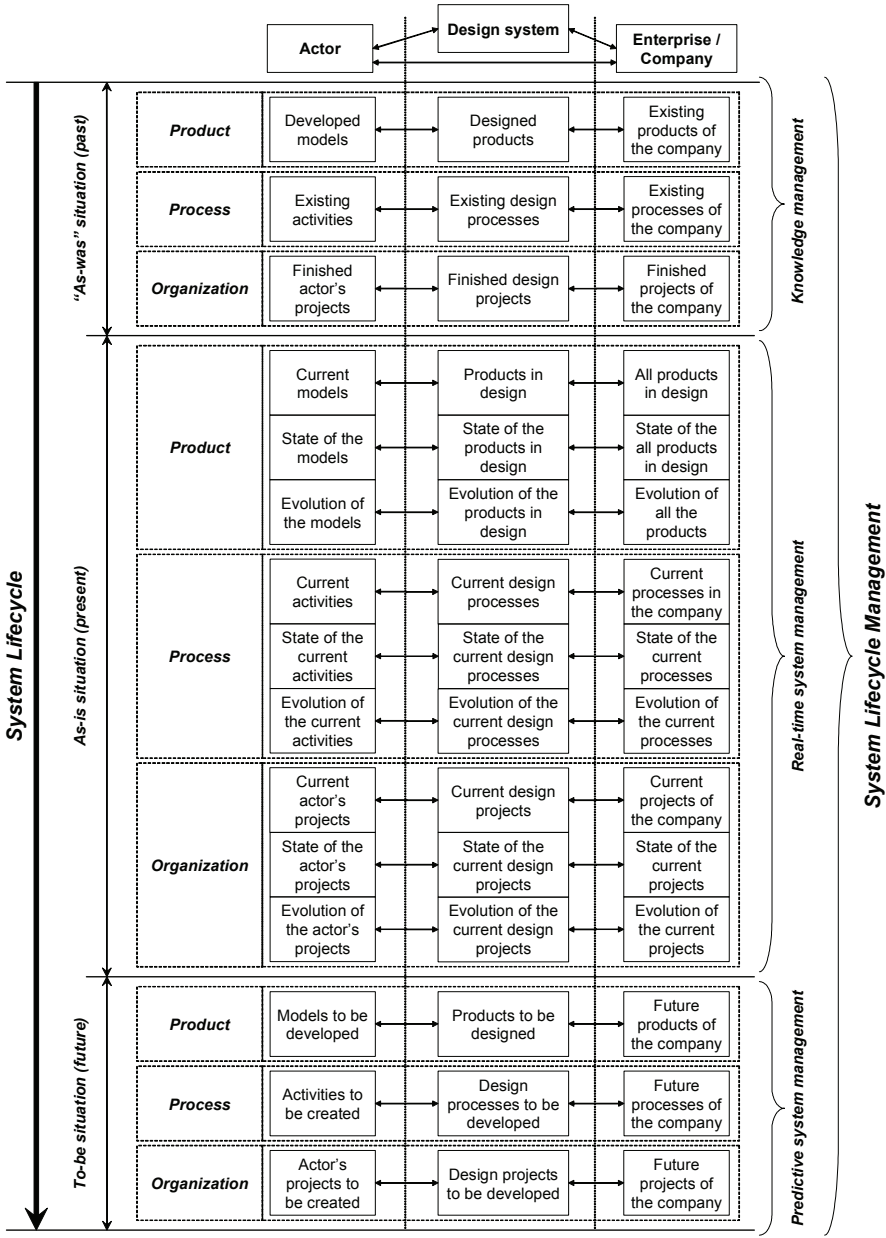 Design system
Actor
Enterprise /
Company
System Lifecycle
"As-was" situation (past)
Product
Developed
models
Designed
products
Existing
products of
the company
Process
Existing
activities
Existing design
processes
Existing
processes of
the company
Organization
Finished
actor's
projects
Finished design
projects
Finished
projects of
the company
Knowledge management
As-is situation (present)
Product
Current
models
Products in
design
All products
in design
State of the
models
State of the
products in
design
State of the
all products
in design
Evolution of
the models
Evolution of the
products in
design
Evolution of
all the
products
Process
Current
activities
Current design
processes
Current
processes in
the company
State of the
current
activities
State of the
current design
processes
State of the
current
processes
Evolution of
the current
activities
Evolution of the
current design
processes
Evolution of
the current
processes
Organization
Current
actor's
projects
Current design
projects
Current
projects of
the company
State of the
actor's
projects
State of the
current design
projects
State of the
current
projects
Evolution of
the actor's
projects
Evolution of the
current design
projects
Evolution of
the current
projects
Real-time system management
To-be situation (future)
Product
Models to be
developed
Products to be
designed
Future
products of
the company
Process
Activities to
be created
Design
processes to be
developed
Future
processes of
the company
Organization
Actor's
projects to
be created
Design projects
to be developed
Future
projects of
the company
Predictive system management
System Lifecycle Management